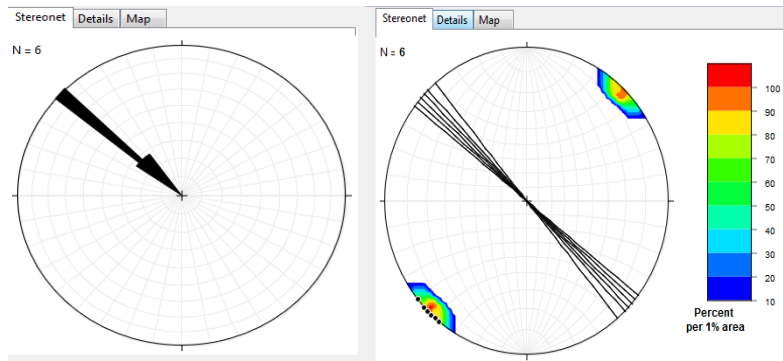 Stereonet Details Map
N = 6
Stereonet Details Map
N = 6
100
90
80
70
60
50
40
30
20
10
Percent
per 1% area